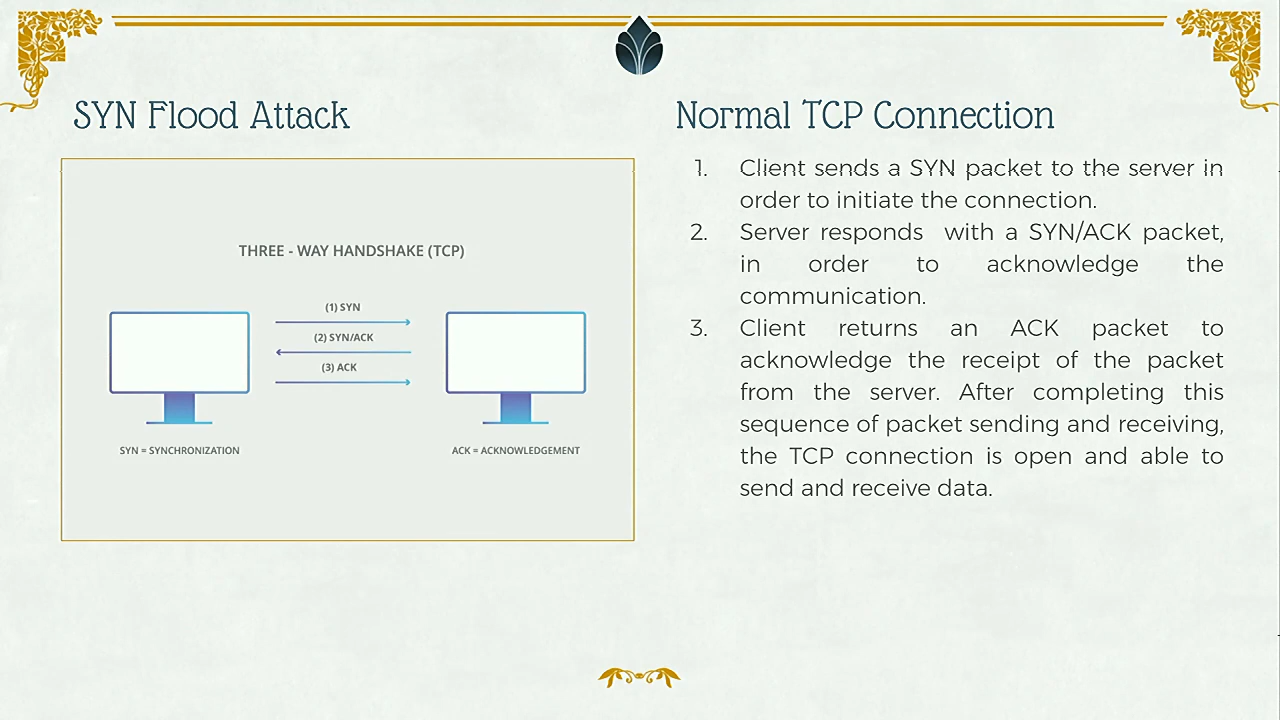 SYN Flood Attack
THREE - WAY HANDSHAKE (TCP)
(1) SYN
(2) SYN/ACK
(3) ACK
SYN = SYNCHRONIZATION
ACK = ACKNOWLEDGEMENT
Normal TCP Connection
1. Client sends a SYN packet to the server in
order to initiate the connection.
2. Server responds with a SYN/ACK packet,
in order to acknowledge the
communication.
3. Client returns an ACK packet to
acknowledge the receipt of the packet
from the server. After completing this
sequence of packet sending and receiving,
the TCP connection is open and able to
send and receive data.